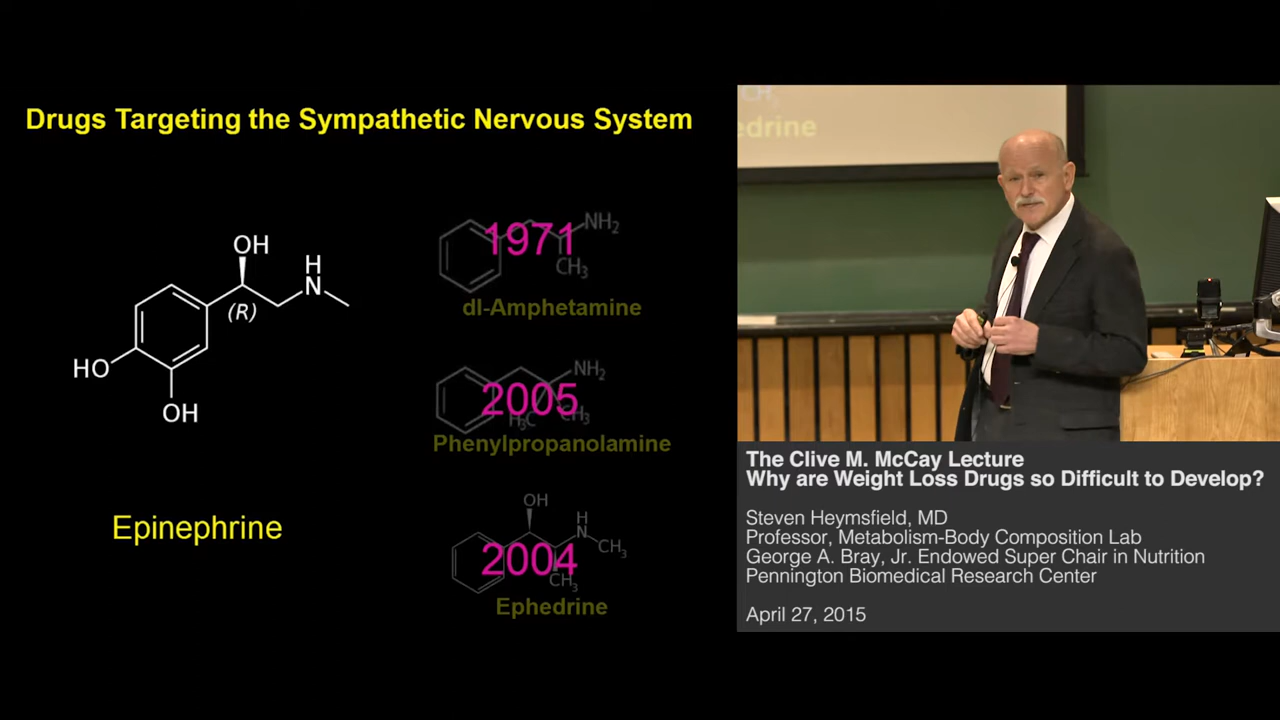 Drugs Targeting the Sympathetic Nervous System
OH
H
N
(R)
HO
OH
Epinephrine
1971
NH₂
CH₃
dl-Amphetamine
2005
NH₂
H₃C
CH₃
Phenylpropanolamine
OH
H
N
CH₃
2004
CH₃
Ephedrine
CH₃
edrine
The Clive M. McCay Lecture
Why are Weight Loss Drugs so Difficult to Develop?
Steven Heymsfield, MD
Professor, Metabolism-Body Composition Lab
George A. Bray, Jr. Endowed Super Chair in Nutrition
Pennington Biomedical Research Center
April 27, 2015